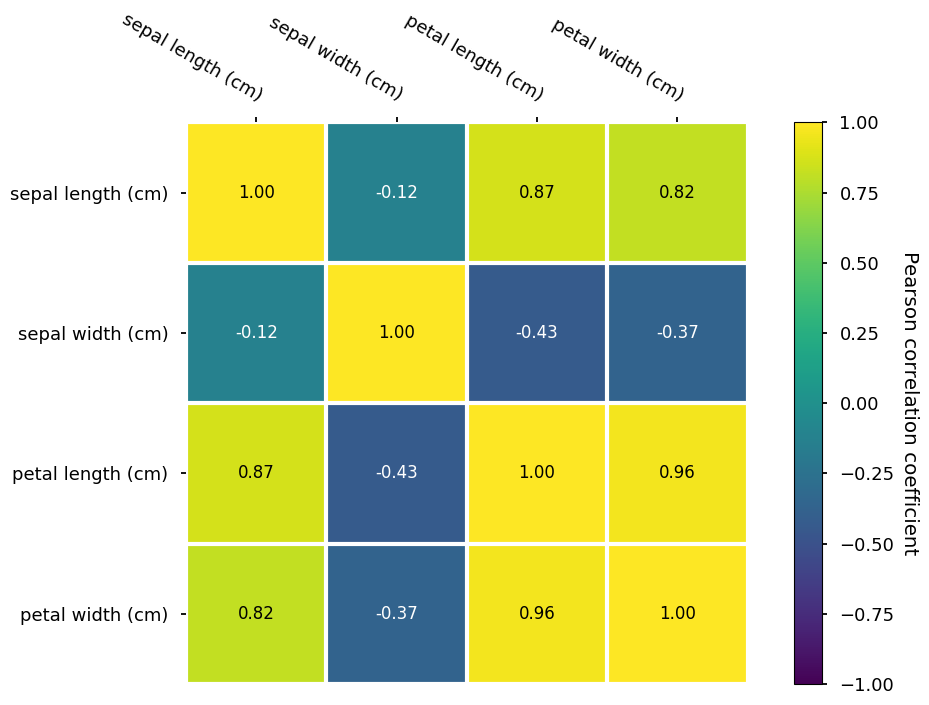 sepal length (cm)
sepal width (cm)
petal length (cm)
petal width (cm)
sepal length (cm) 1.00 -0.12 0.87 0.82
sepal width (cm) -0.12 1.00 -0.43 -0.37
petal length (cm) 0.87 -0.43 1.00 0.96
petal width (cm) 0.82 -0.37 0.96 1.00
1.00
0.75
0.50
0.25
0.00
−0.25
−0.50
−0.75
−1.00
Pearson correlation coefficient